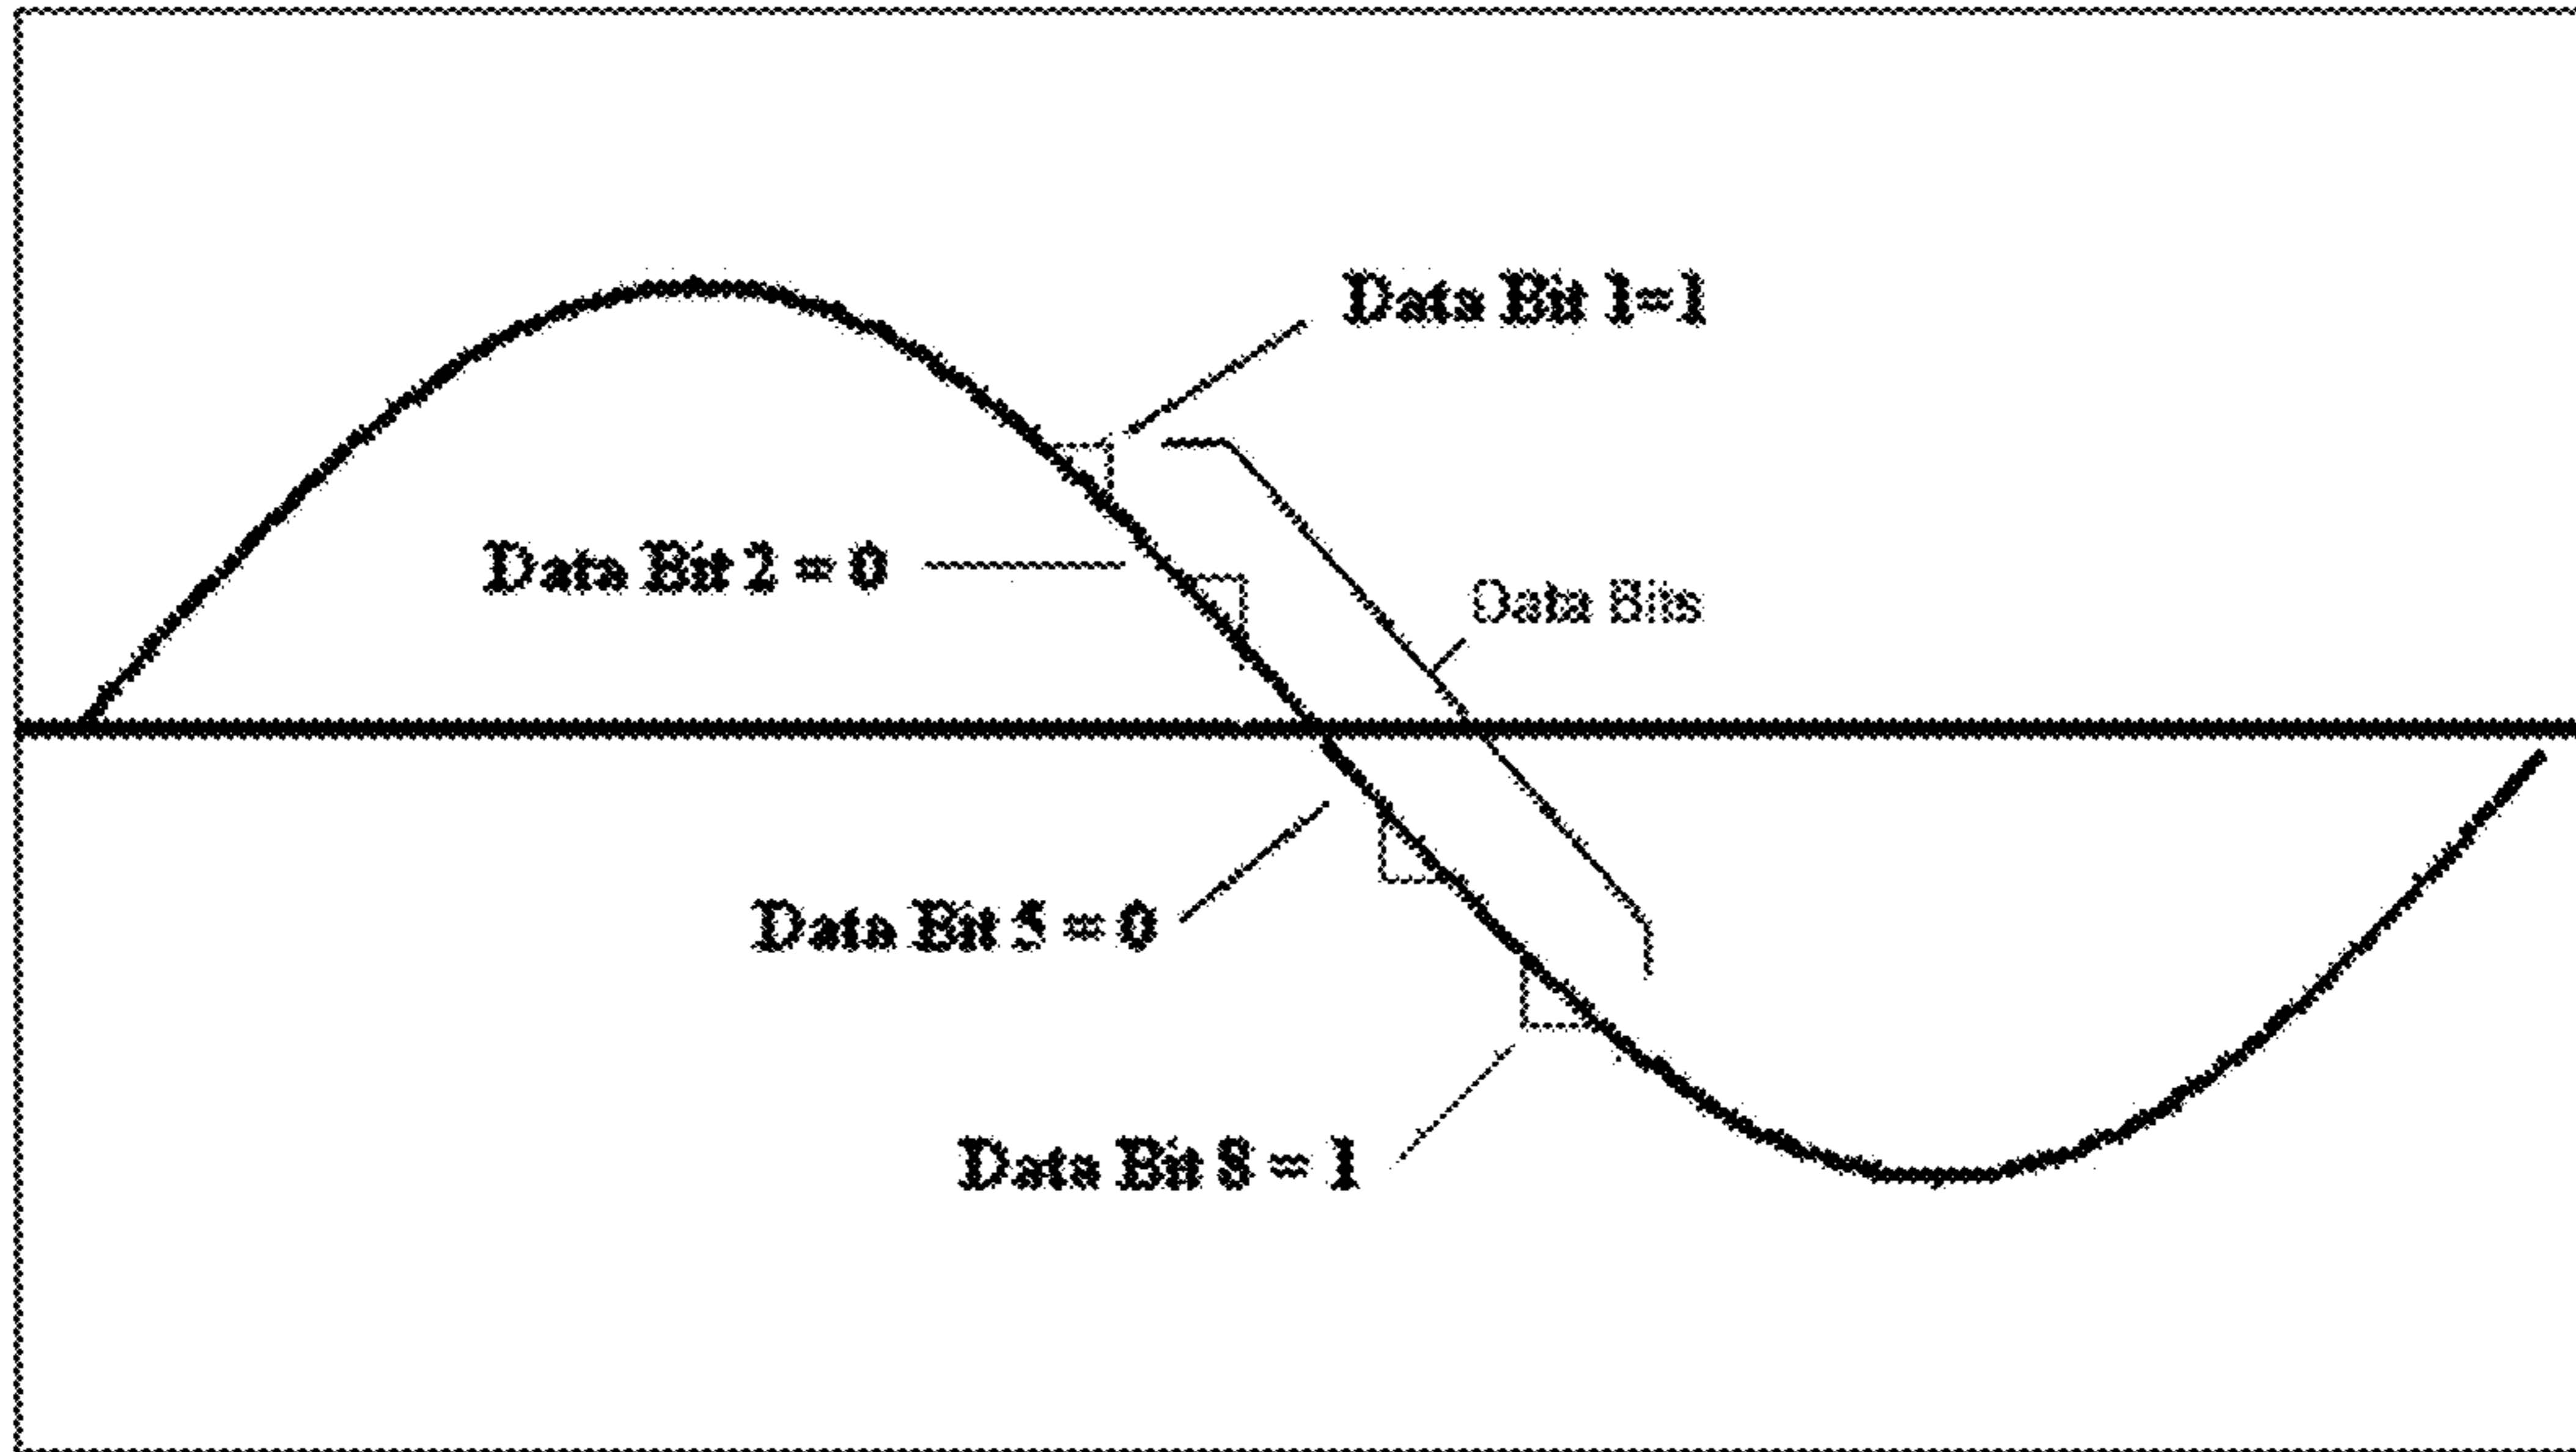 Data Bit 1=1
Data Bit 2 = 0
Data Bits
Data Bit 5 = 0
Data Bit 8 = 1